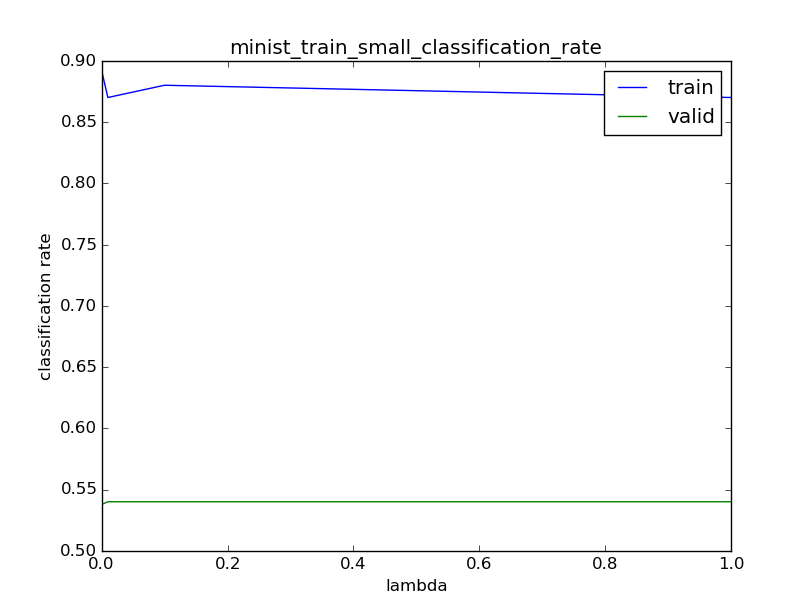 minist_train_small_classification_rate
train
valid
0.90
0.85
0.80
0.75
0.70
0.65
0.60
0.55
0.50
classification rate
0.0 0.2 0.4 0.6 0.8 1.0
lambda